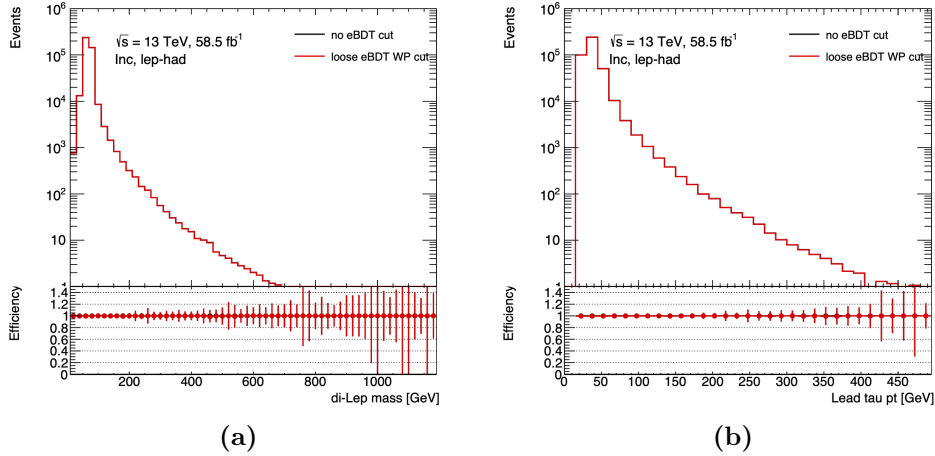 Events
10⁶
10⁵
10⁴
10³
10²
10
1
√s = 13 TeV, 58.5 fb⁻¹
Inc, lep-had
no eBDT cut
loose eBDT WP cut
Efficiency
1.4
1.2
1
0.8
0.6
0.4
0.2
0
200
400
600
800
1000
di-Lep mass [GeV]
(a)
Events
10⁶
10⁵
10⁴
10³
10²
10
1
√s = 13 TeV, 58.5 fb⁻¹
Inc, lep-had
no eBDT cut
loose eBDT WP cut
Efficiency
1.4
1.2
1
0.8
0.6
0.4
0.2
0
0
50
100
150
200
250
300
350
400
450
Lead tau pt [GeV]
(b)